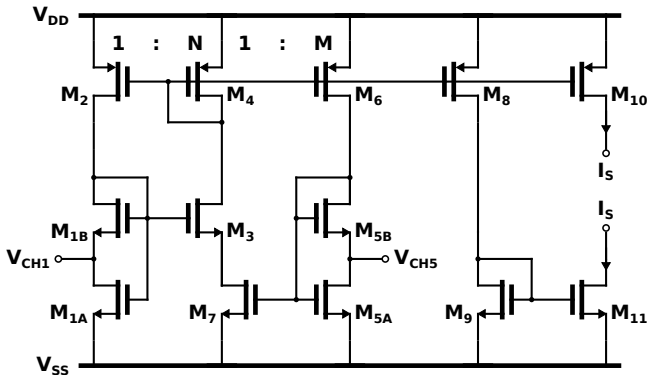 V_DD
1 : N 1 : M
M_2 M_4 M_6 M_8 M_10
I_S
I_S
M_1B M_3 M_5B
V_CH1 V_CH5
M_1A M_7 M_5A M_9 M_11
V_SS